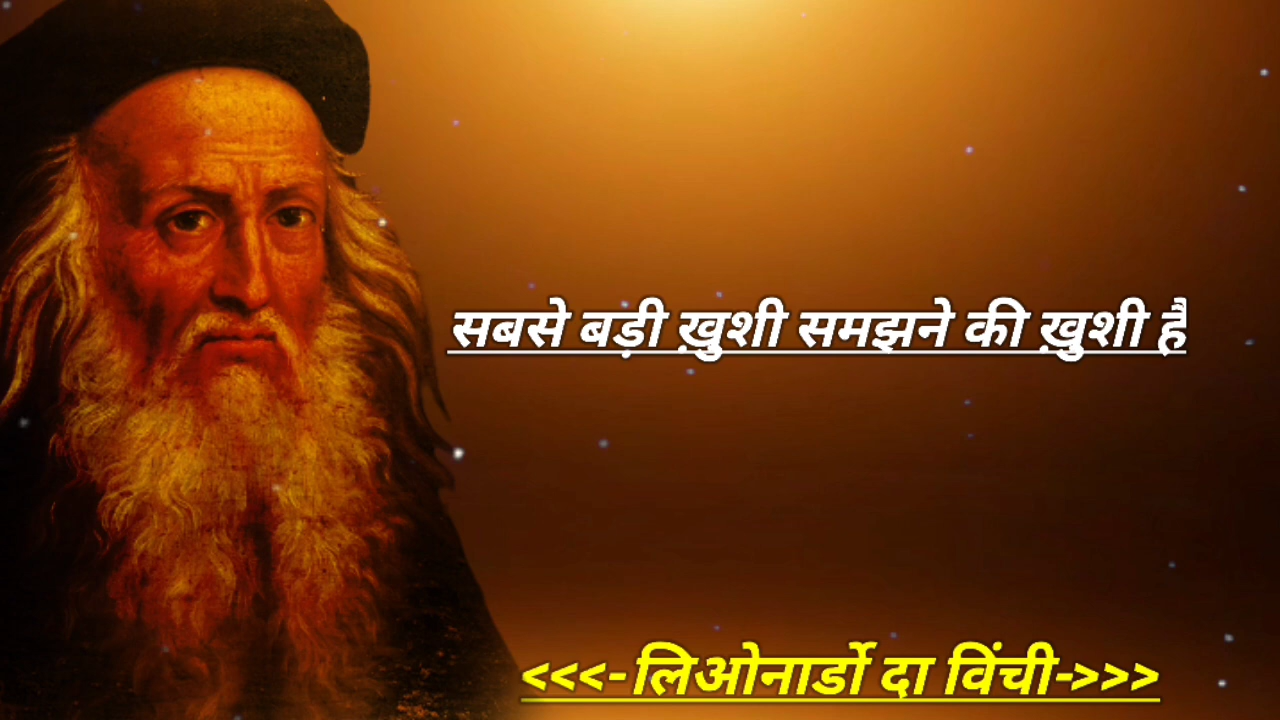 सबसे बड़ी ख़ुशी समझने की ख़ुशी है
<<<-लिओनार्डो दा विंची->>>